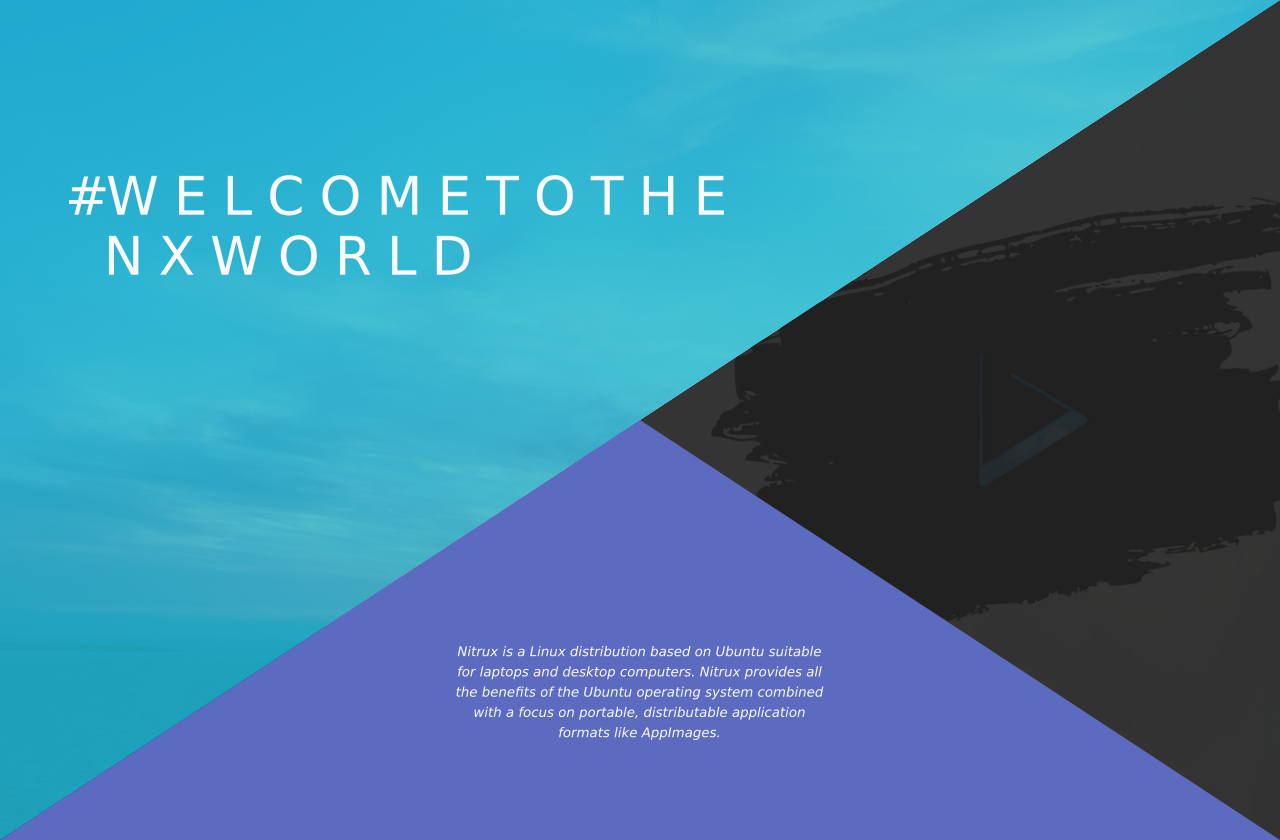 #WELCOMETOTHE
NXWORLD
Nitrux is a Linux distribution based on Ubuntu suitable
for laptops and desktop computers. Nitrux provides all
the benefits of the Ubuntu operating system combined
with a focus on portable, distributable application
formats like AppImages.